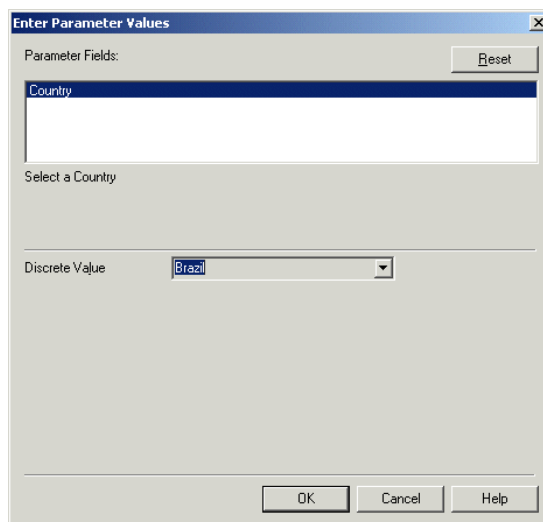 Enter Parameter Values
Parameter Fields:
Reset
Country
Select a Country
Discrete Value
Brazil
OK
Cancel
Help